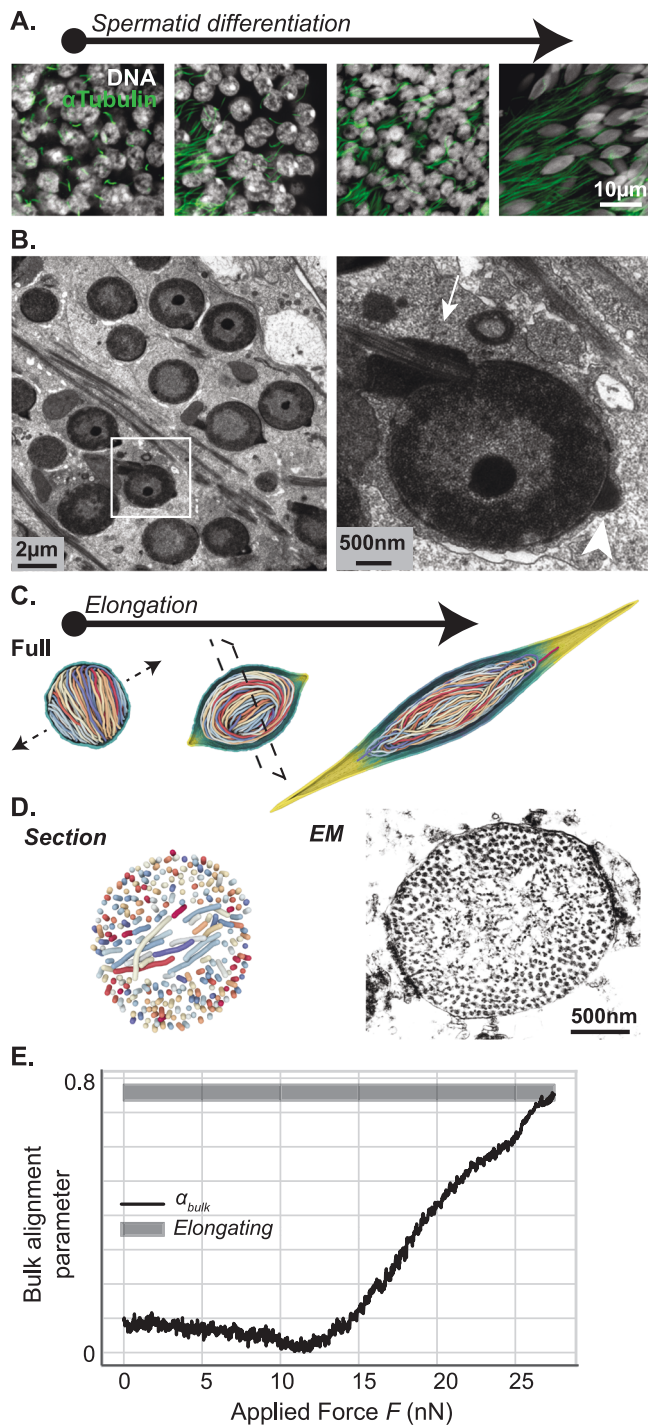 A.
Spermatid differentiation
DNA
αTubulin
10µm
B.
2µm
500nm
C.
Elongation
Full
D.
Section
EM
500nm
E.
0.8
α bulk
Elongating
Bulk alignment
parameter
0
0 5 10 15 20 25
Applied Force F (nN)